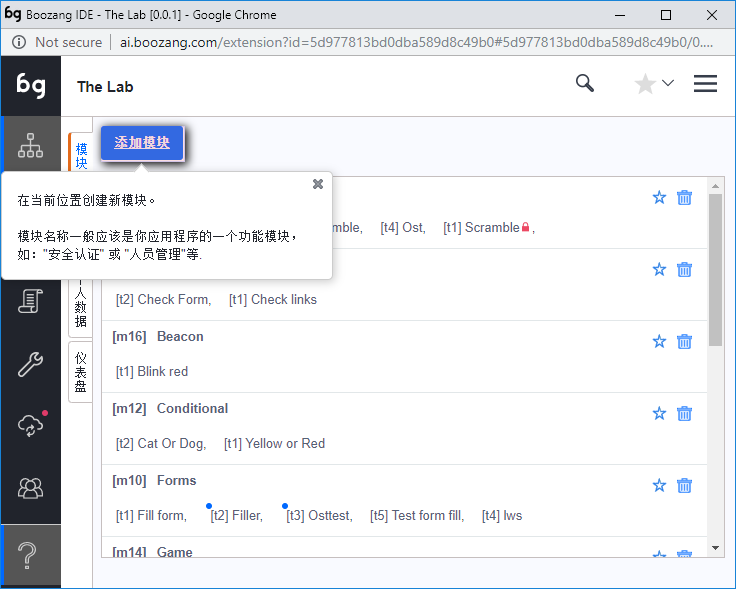 Boozang IDE - The Lab [0.0.1] - Google Chrome
Not secure | ai.boozang.com/extension?id=5d977813bd0dba589d8c49b0#5d977813bd0dba589d8c49b0/0....
bg The Lab
模块
添加模块
在当前位置创建新模块。
模块名称一般应该是你应用程序的一个功能模块，
如："安全认证" 或 "人员管理"等.
mble, [t4] Ost, [t1] Scramble,
[t2] Check Form, [t1] Check links
人数据
[m16] Beacon
[t1] Blink red
仪表盘
[m12] Conditional
[t2] Cat Or Dog, [t1] Yellow or Red
[m10] Forms
[t1] Fill form, [t2] Filler, [t3] Osttest, [t5] Test form fill, [t4] Iws
[m14] Game